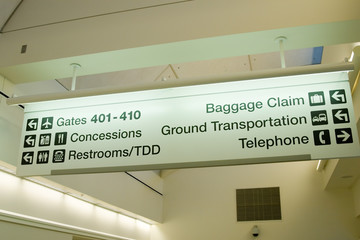 Gates 401-410
Concessions
Restrooms/TDD
Baggage Claim
Ground Transportation
Telephone